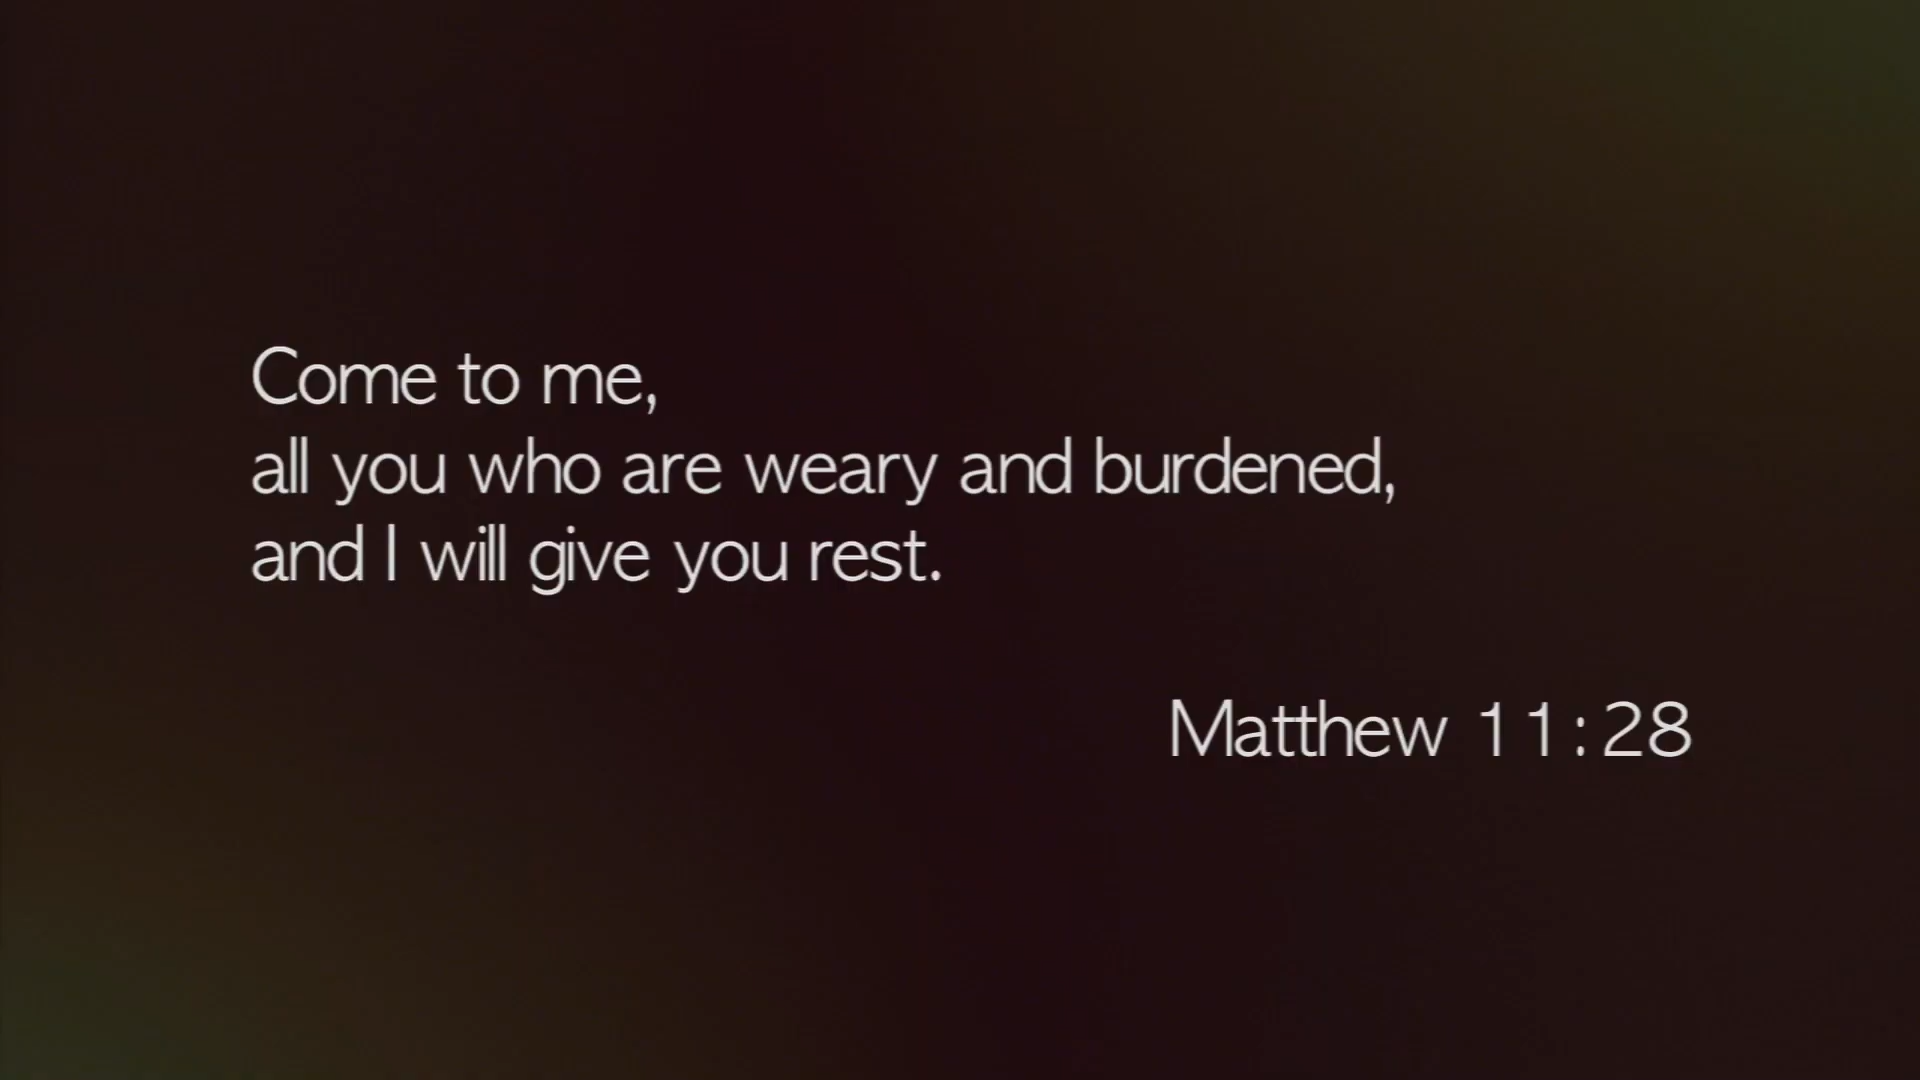 Come to me,
all you who are weary and burdened,
and I will give you rest.
Matthew 11:28